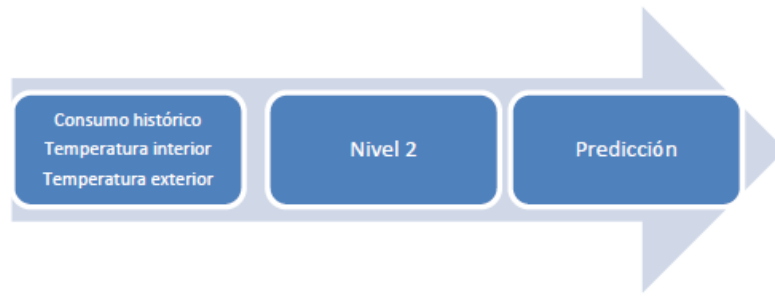 Consumo histórico
Temperatura interior
Temperatura exterior
Nivel 2
Predicción